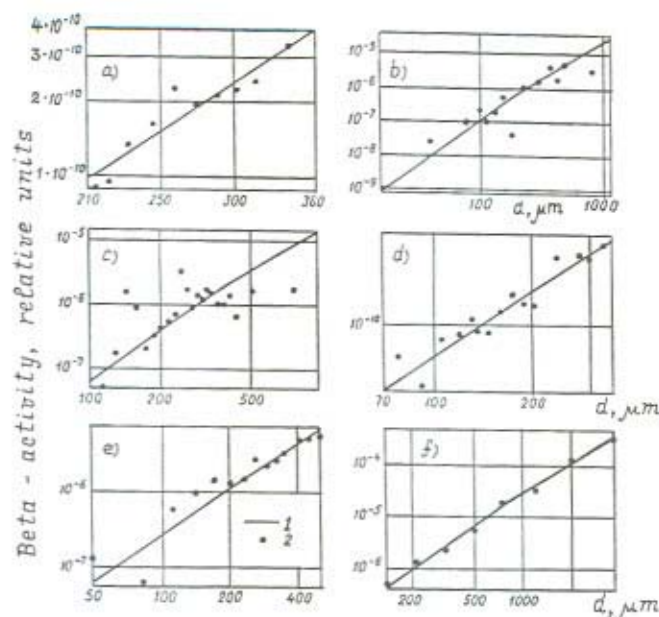 Beta - activity, relative units
4·10⁻¹⁰
3·10⁻¹⁰
2·10⁻¹⁰
1·10⁻¹⁰
a)
210 250 300 360
10⁻⁵
10⁻⁶
10⁻⁷
10⁻⁸
10⁻⁹
b)
100 d, μm 1000
10⁻⁵
10⁻⁶
10⁻⁷
c)
100 200 500
d)
10⁻¹⁰
70 100 200 d, μm
e)
10⁻⁶
10⁻⁷
1
2
50 100 200 400
f)
10⁻⁴
10⁻⁵
10⁻⁶
200 500 1000 d, μm